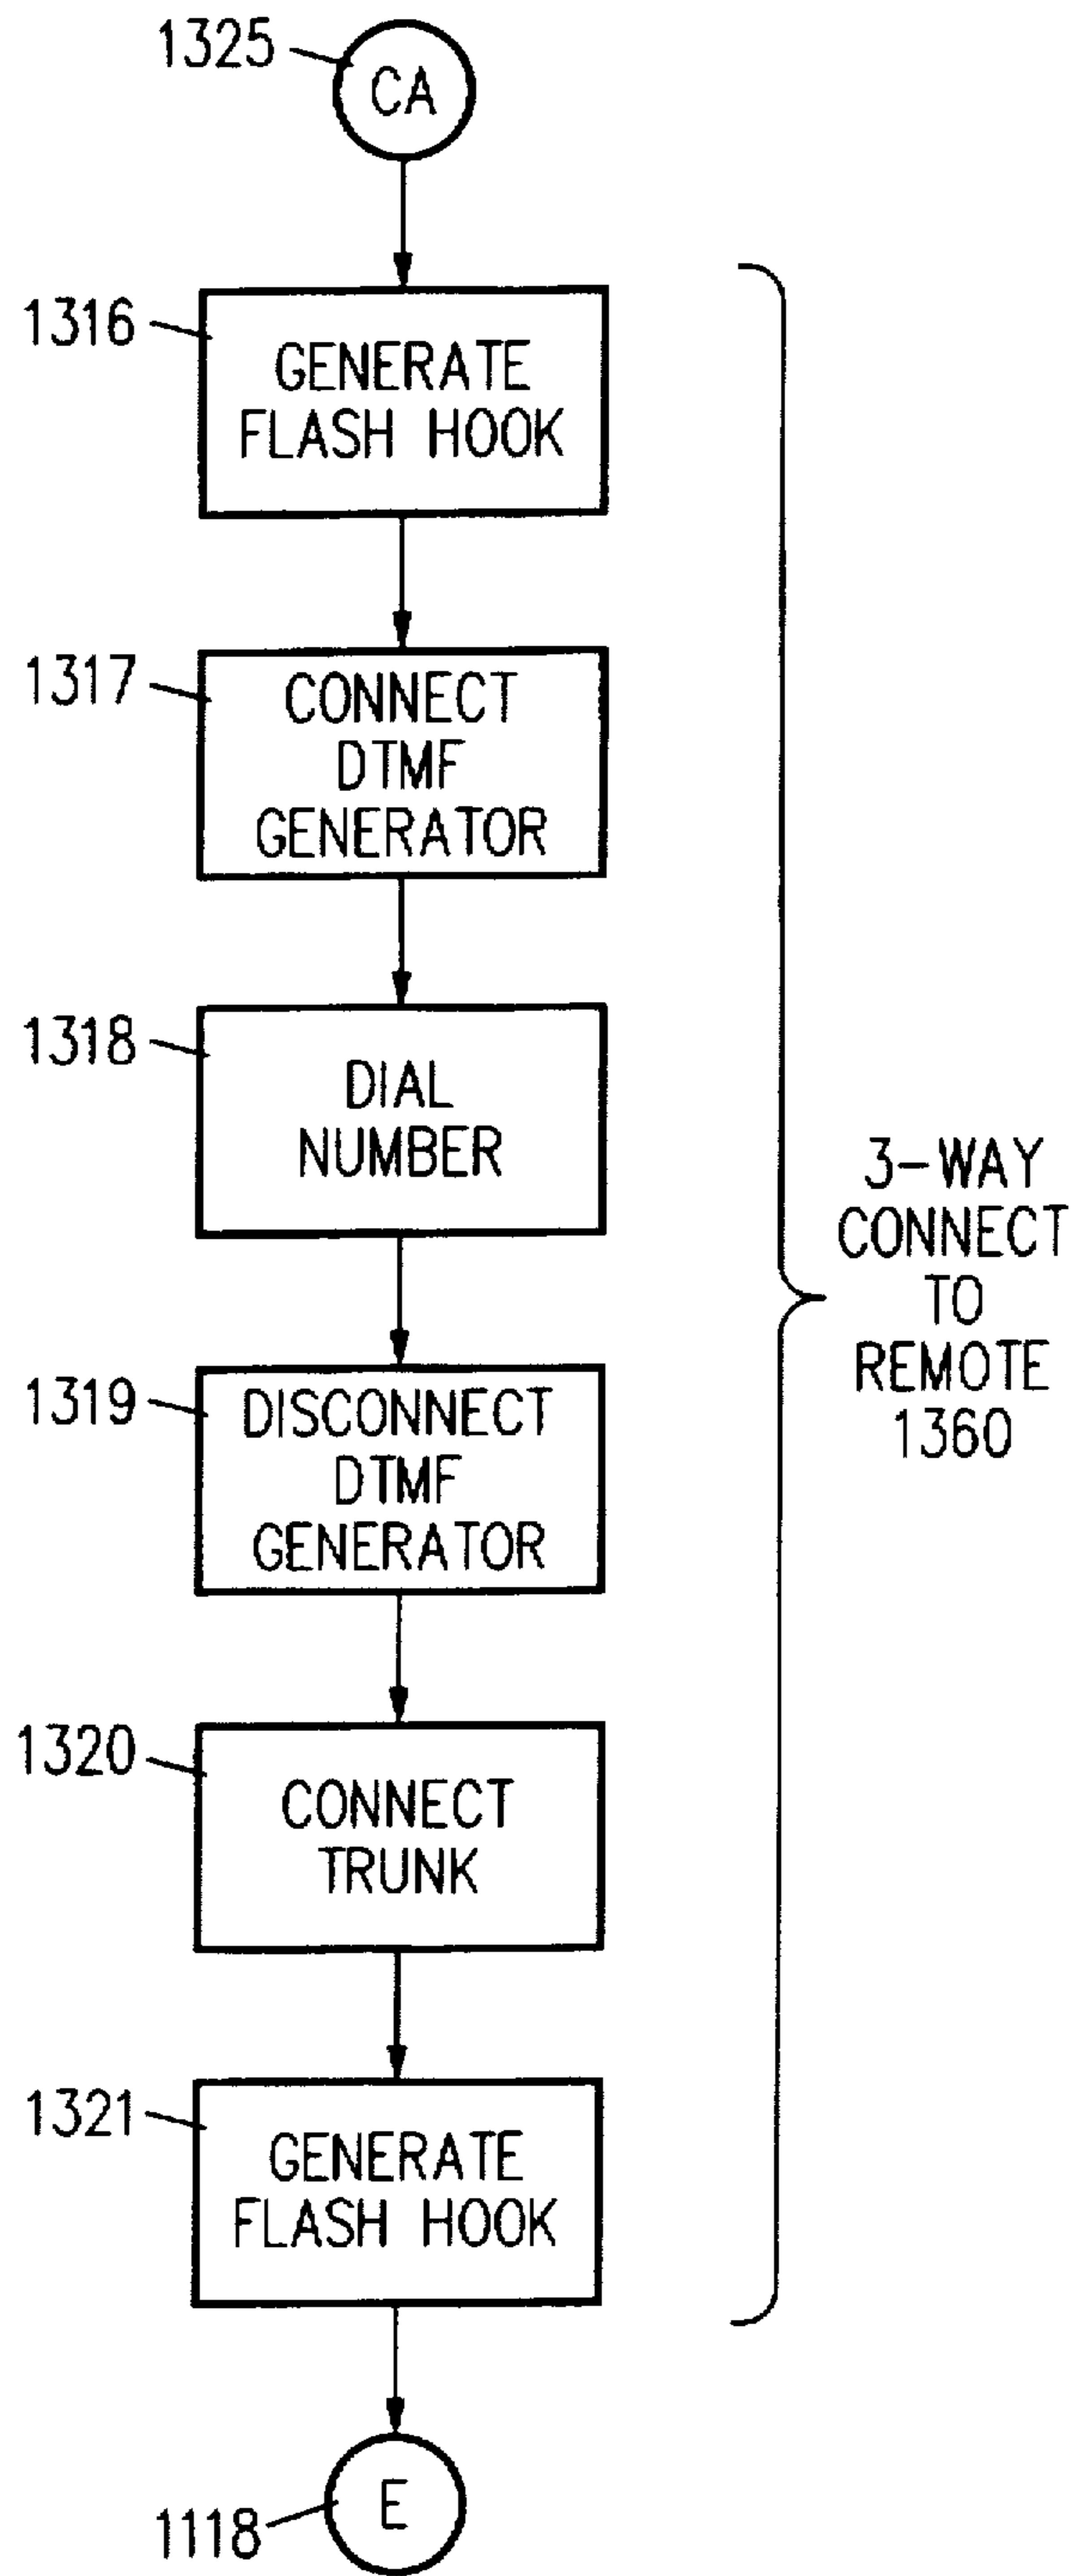 1325
CA
1316
GENERATE
FLASH HOOK
1317
CONNECT
DTMF
GENERATOR
1318
DIAL
NUMBER
3-WAY
CONNECT
TO
REMOTE
1360
1319
DISCONNECT
DTMF
GENERATOR
1320
CONNECT
TRUNK
1321
GENERATE
FLASH HOOK
E
1118